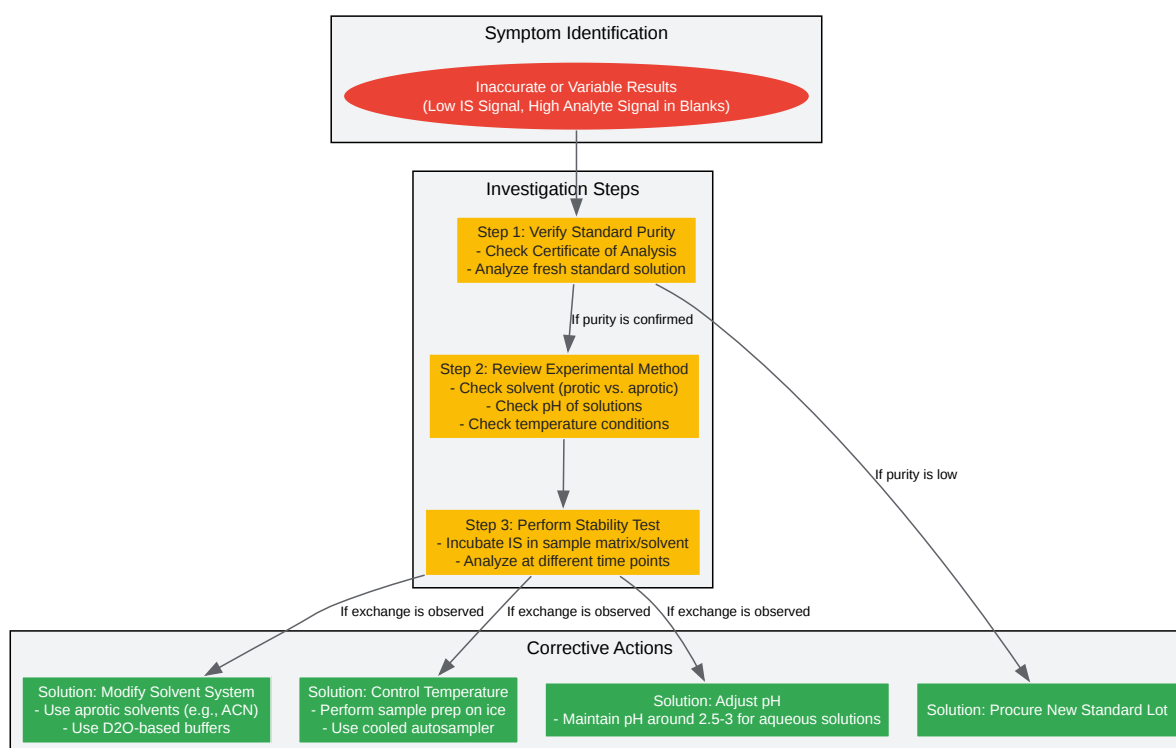 Symptom Identification
Inaccurate or Variable Results
(Low IS Signal, High Analyte Signal in Blanks)
Investigation Steps
Step 1: Verify Standard Purity
- Check Certificate of Analysis
- Analyze fresh standard solution
If purity is confirmed
Step 2: Review Experimental Method
- Check solvent (protic vs. aprotic)
- Check pH of solutions
- Check temperature conditions
If purity is low
Step 3: Perform Stability Test
- Incubate IS in sample matrix/solvent
- Analyze at different time points
If exchange is observed
If exchange is observed
If exchange is observed
Corrective Actions
Solution: Modify Solvent System
- Use aprotic solvents (e.g., ACN)
- Use D2O-based buffers
Solution: Control Temperature
- Perform sample prep on ice
- Use cooled autosampler
Solution: Adjust pH
- Maintain pH around 2.5-3 for aqueous solutions
Solution: Procure New Standard Lot